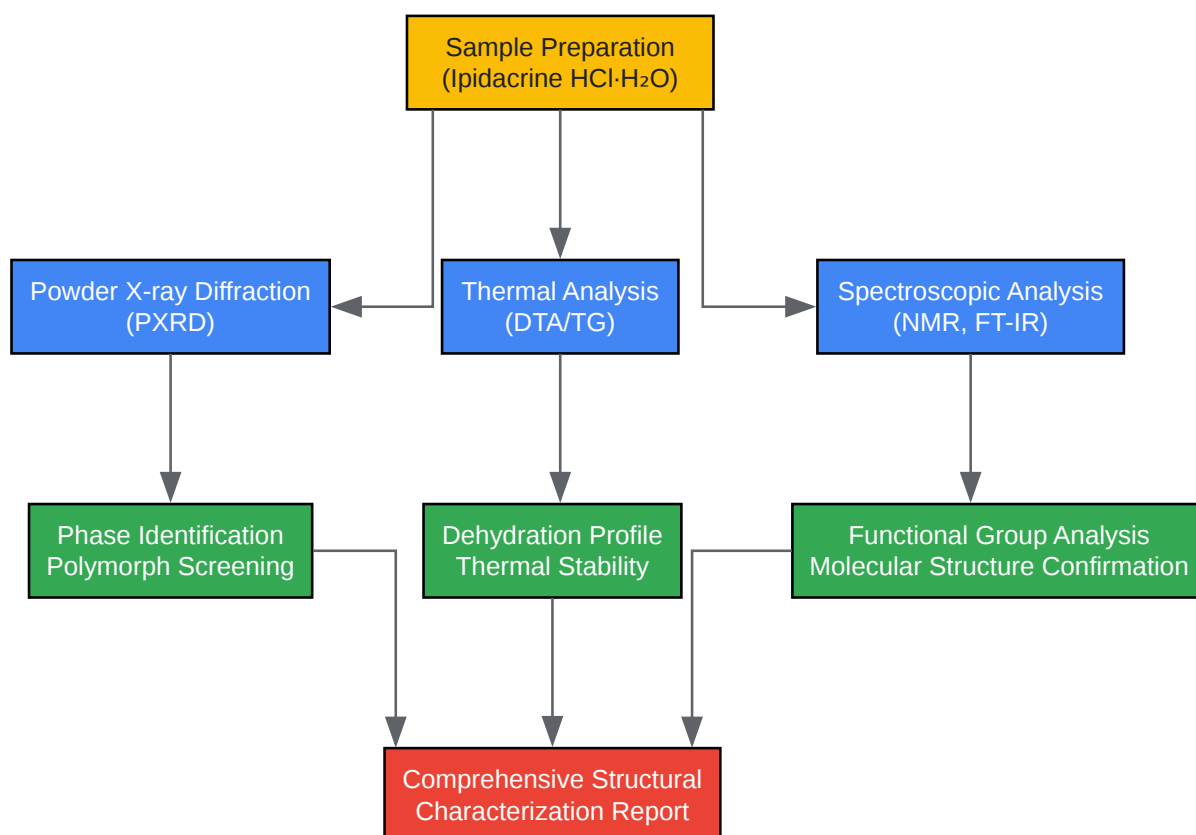 Sample Preparation
(Ipidacrine HCl·H₂O)
Powder X-ray Diffraction
(PXRD)
Thermal Analysis
(DTA/TG)
Spectroscopic Analysis
(NMR, FT-IR)
Phase Identification
Polymorph Screening
Dehydration Profile
Thermal Stability
Functional Group Analysis
Molecular Structure Confirmation
Comprehensive Structural
Characterization Report